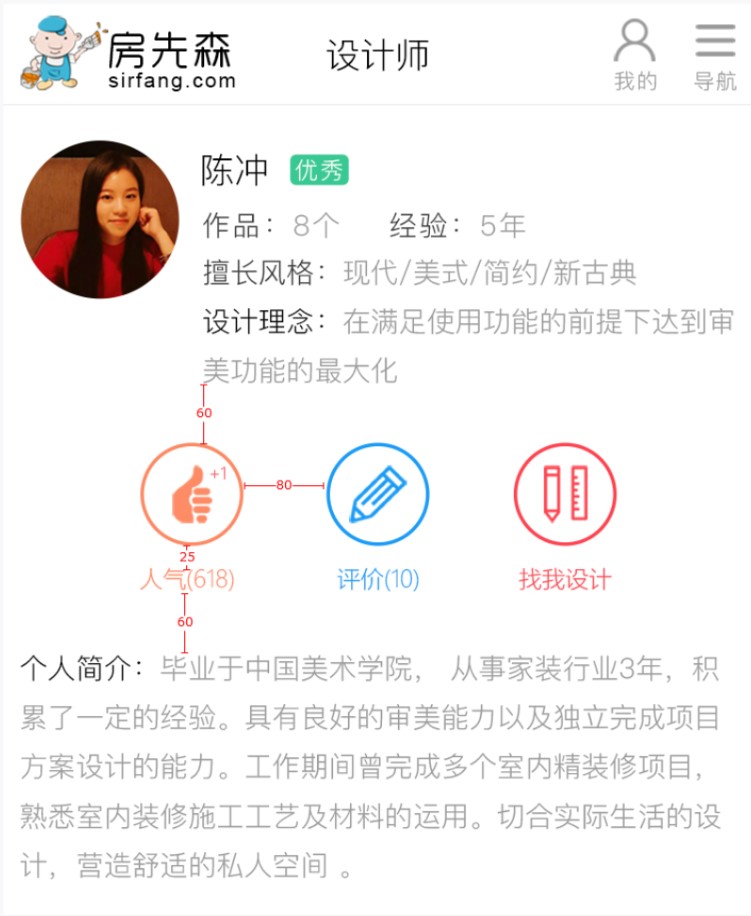 房先森
sirfang.com
设计师
我的
导航
陈冲 优秀
作品：8个 经验：5年
擅长风格：现代/美式/简约/新古典
设计理念：在满足使用功能的前提下达到审
美功能的最大化
60
+1
80
25
人气(618) 评价(10) 找我设计
60
个人简介：毕业于中国美术学院， 从事家装行业3年，积
累了一定的经验。具有良好的审美能力以及独立完成项目
方案设计的能力。工作期间曾完成多个室内精装修项目，
熟悉室内装修施工工艺及材料的运用。切合实际生活的设
计，营造舒适的私人空间 。